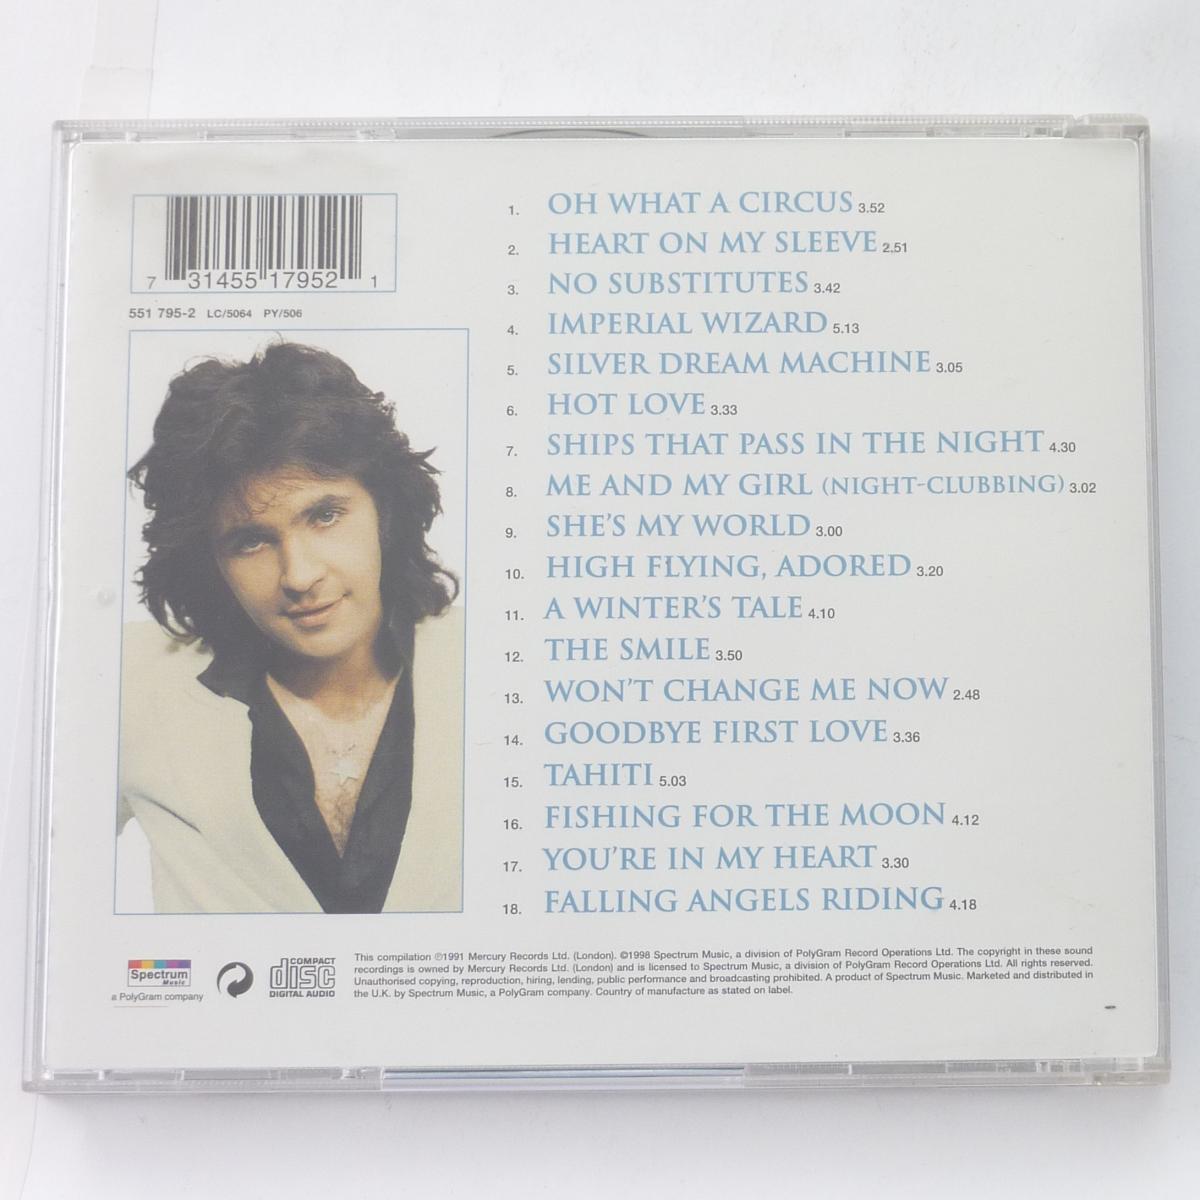 7 31455 17952 1
551 795-2 LC/5064 PY/506
1. OH WHAT A CIRCUS 3.52
2. HEART ON MY SLEEVE 2.51
3. NO SUBSTITUTES 3.42
4. IMPERIAL WIZARD 5.13
5. SILVER DREAM MACHINE 3.05
6. HOT LOVE 3.33
7. SHIPS THAT PASS IN THE NIGHT 4.30
8. ME AND MY GIRL (NIGHT-CLUBBING) 3.02
9. SHE'S MY WORLD 3.00
10. HIGH FLYING, ADORED 3.20
11. A WINTER'S TALE 4.10
12. THE SMILE 3.50
13. WON'T CHANGE ME NOW 2.48
14. GOODBYE FIRST LOVE 3.36
15. TAHITI 5.03
16. FISHING FOR THE MOON 4.12
17. YOU'RE IN MY HEART 3.30
18. FALLING ANGELS RIDING 4.18
Spectrum
Music
a PolyGram company
COMPACT
disc
DIGITAL AUDIO
This compilation ℗1991 Mercury Records Ltd. (London). ©1998 Spectrum Music, a division of PolyGram Record Operations Ltd. The copyright in these sound
recordings is owned by Mercury Records Ltd. (London) and is licensed to Spectrum Music, a division of PolyGram Record Operations Ltd. All rights reserved.
Unauthorised copying, reproduction, hiring, lending, public performance and broadcasting prohibited. A product of Spectrum Music. Marketed and distributed in
the U.K. by Spectrum Music, a PolyGram company. Country of manufacture as stated on label.